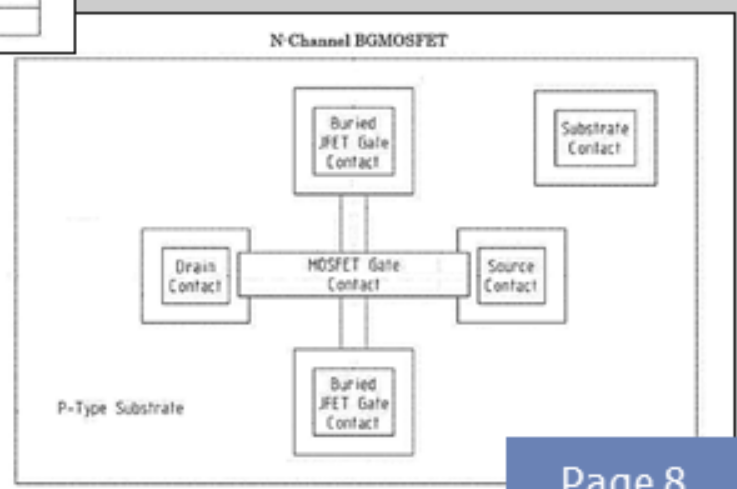 N-Channel BGMOSFET
Buried
JFET Gate
Contact
Substrate
Contact
Drain
Contact
MOSFET Gate
Contact
Source
Contact
Buried
JFET Gate
Contact
P-Type Substrate
Page 8